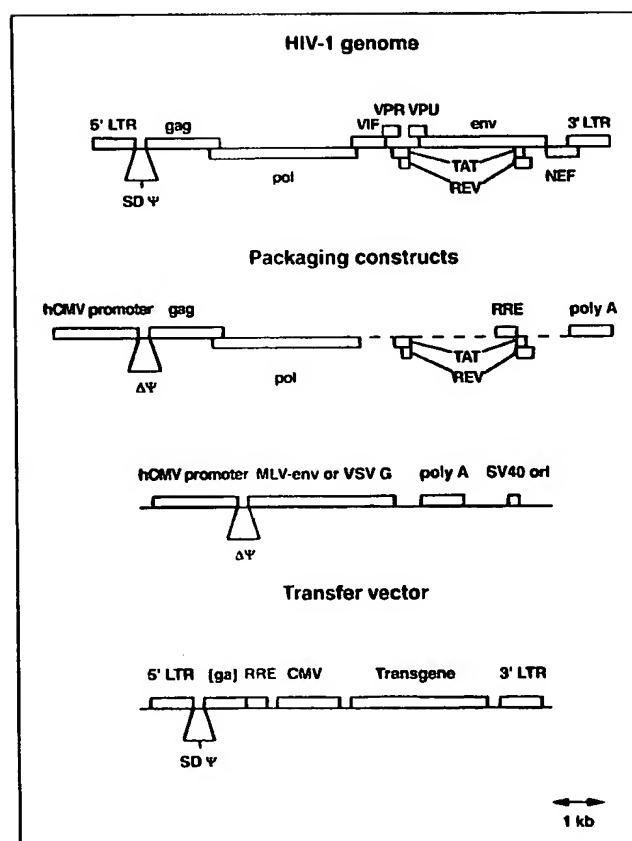 HIV-1 genome
VPR VPU
5' LTR gag VIF env 3' LTR
pol TAT NEF
REV
SD Ψ
Packaging constructs
hCMV promoter gag RRE poly A
pol TAT
REV
ΔΨ
hCMV promoter MLV-env or VSV G poly A SV40 ori
ΔΨ
Transfer vector
5' LTR (ga) RRE CMV Transgene 3' LTR
SD Ψ
1 kb